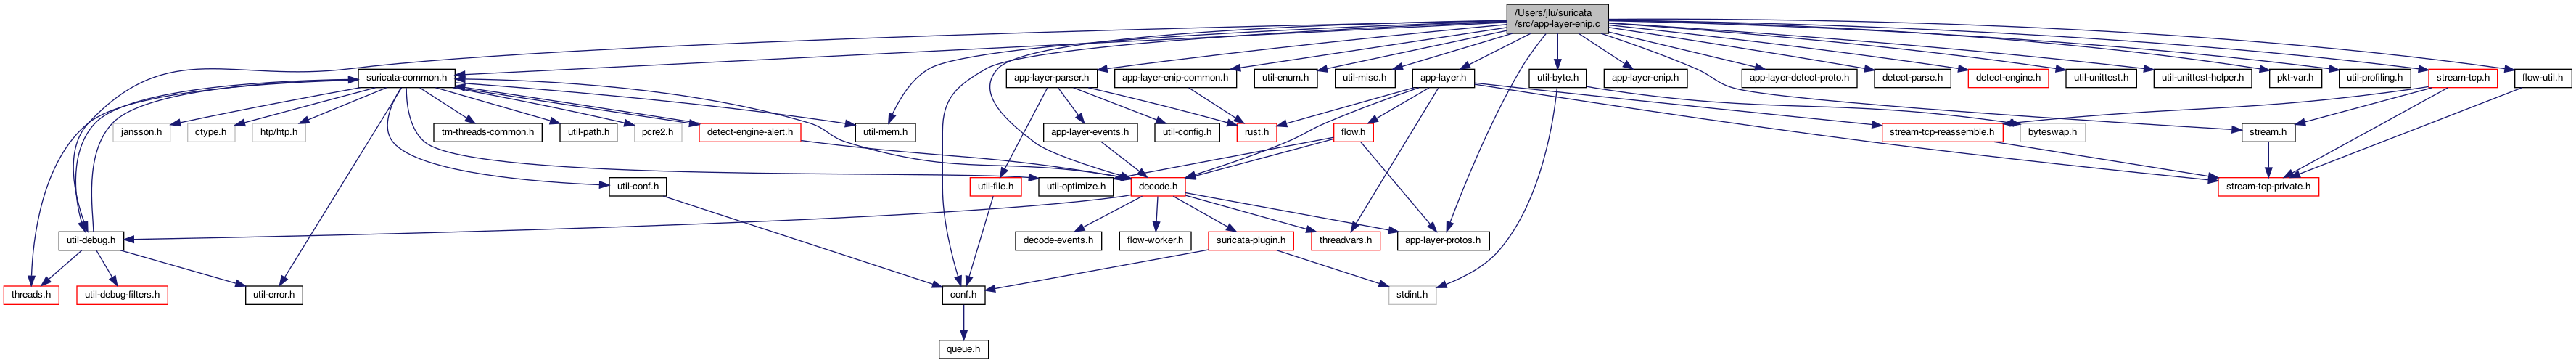 /Users/jlu/suricata
/src/app-layer-enip.c
suricata-common.h
app-layer-parser.h
app-layer-enip-common.h
util-enum.h
util-misc.h
app-layer.h
util-byte.h
app-layer-enip.h
app-layer-detect-proto.h
detect-parse.h
detect-engine.h
util-unittest.h
util-unittest-helper.h
pkt-var.h
util-profiling.h
stream-tcp.h
flow-util.h
jansson.h
ctype.h
htp/htp.h
tm-threads-common.h
util-path.h
pcre2.h
detect-engine-alert.h
util-mem.h
app-layer-events.h
util-config.h
rust.h
flow.h
stream-tcp-reassemble.h
byteswap.h
stream.h
util-conf.h
util-file.h
util-optimize.h
decode.h
stream-tcp-private.h
util-debug.h
decode-events.h
flow-worker.h
suricata-plugin.h
threadvars.h
app-layer-protos.h
threads.h
util-debug-filters.h
util-error.h
conf.h
stdint.h
queue.h